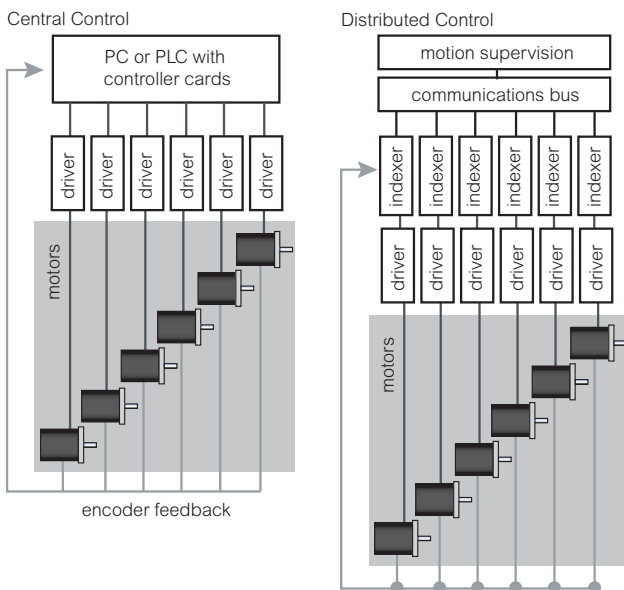 Central Control
PC or PLC with
controller cards
driver
driver
driver
driver
driver
driver
motors
encoder feedback
Distributed Control
motion supervision
communications bus
indexer
indexer
indexer
indexer
indexer
indexer
driver
driver
driver
driver
driver
driver
motors